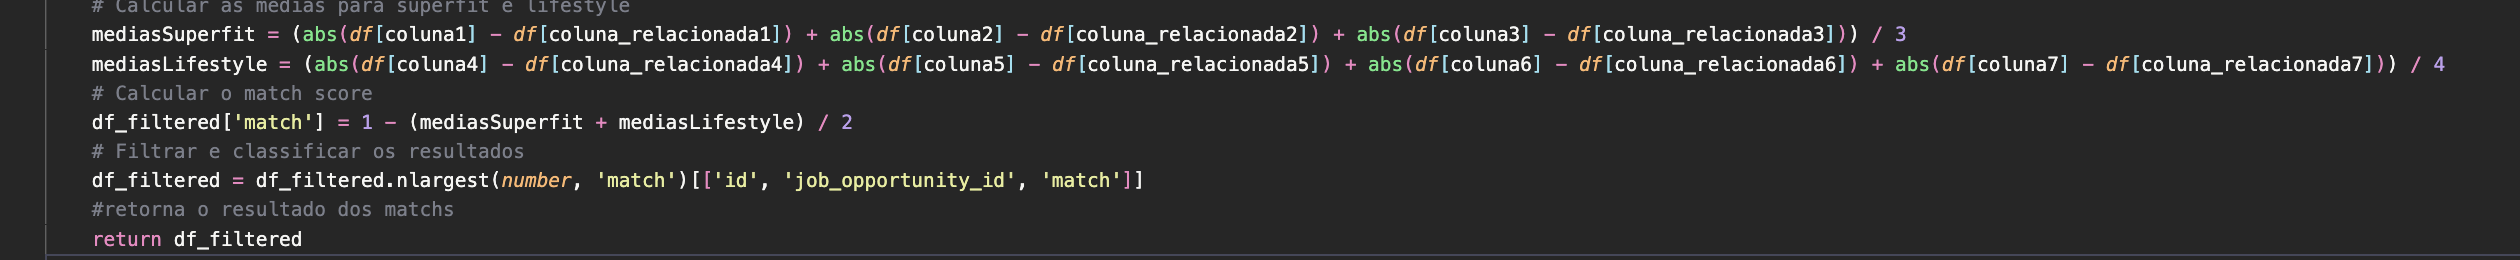 # Calcular as medias para superfit e lifestyle
mediasSuperfit = (abs(df[coluna1] - df[coluna_relacionada1]) + abs(df[coluna2] - df[coluna_relacionada2]) + abs(df[coluna3] - df[coluna_relacionada3])) / 3
mediasLifestyle = (abs(df[coluna4] - df[coluna_relacionada4]) + abs(df[coluna5] - df[coluna_relacionada5]) + abs(df[coluna6] - df[coluna_relacionada6]) + abs(df[coluna7] - df[coluna_relacionada7])) / 4
# Calcular o match score
df_filtered['match'] = 1 - (mediasSuperfit + mediasLifestyle) / 2
# Filtrar e classificar os resultados
df_filtered = df_filtered.nlargest(number, 'match')[['id', 'job_opportunity_id', 'match']]
#retorna o resultado dos matchs
return df_filtered